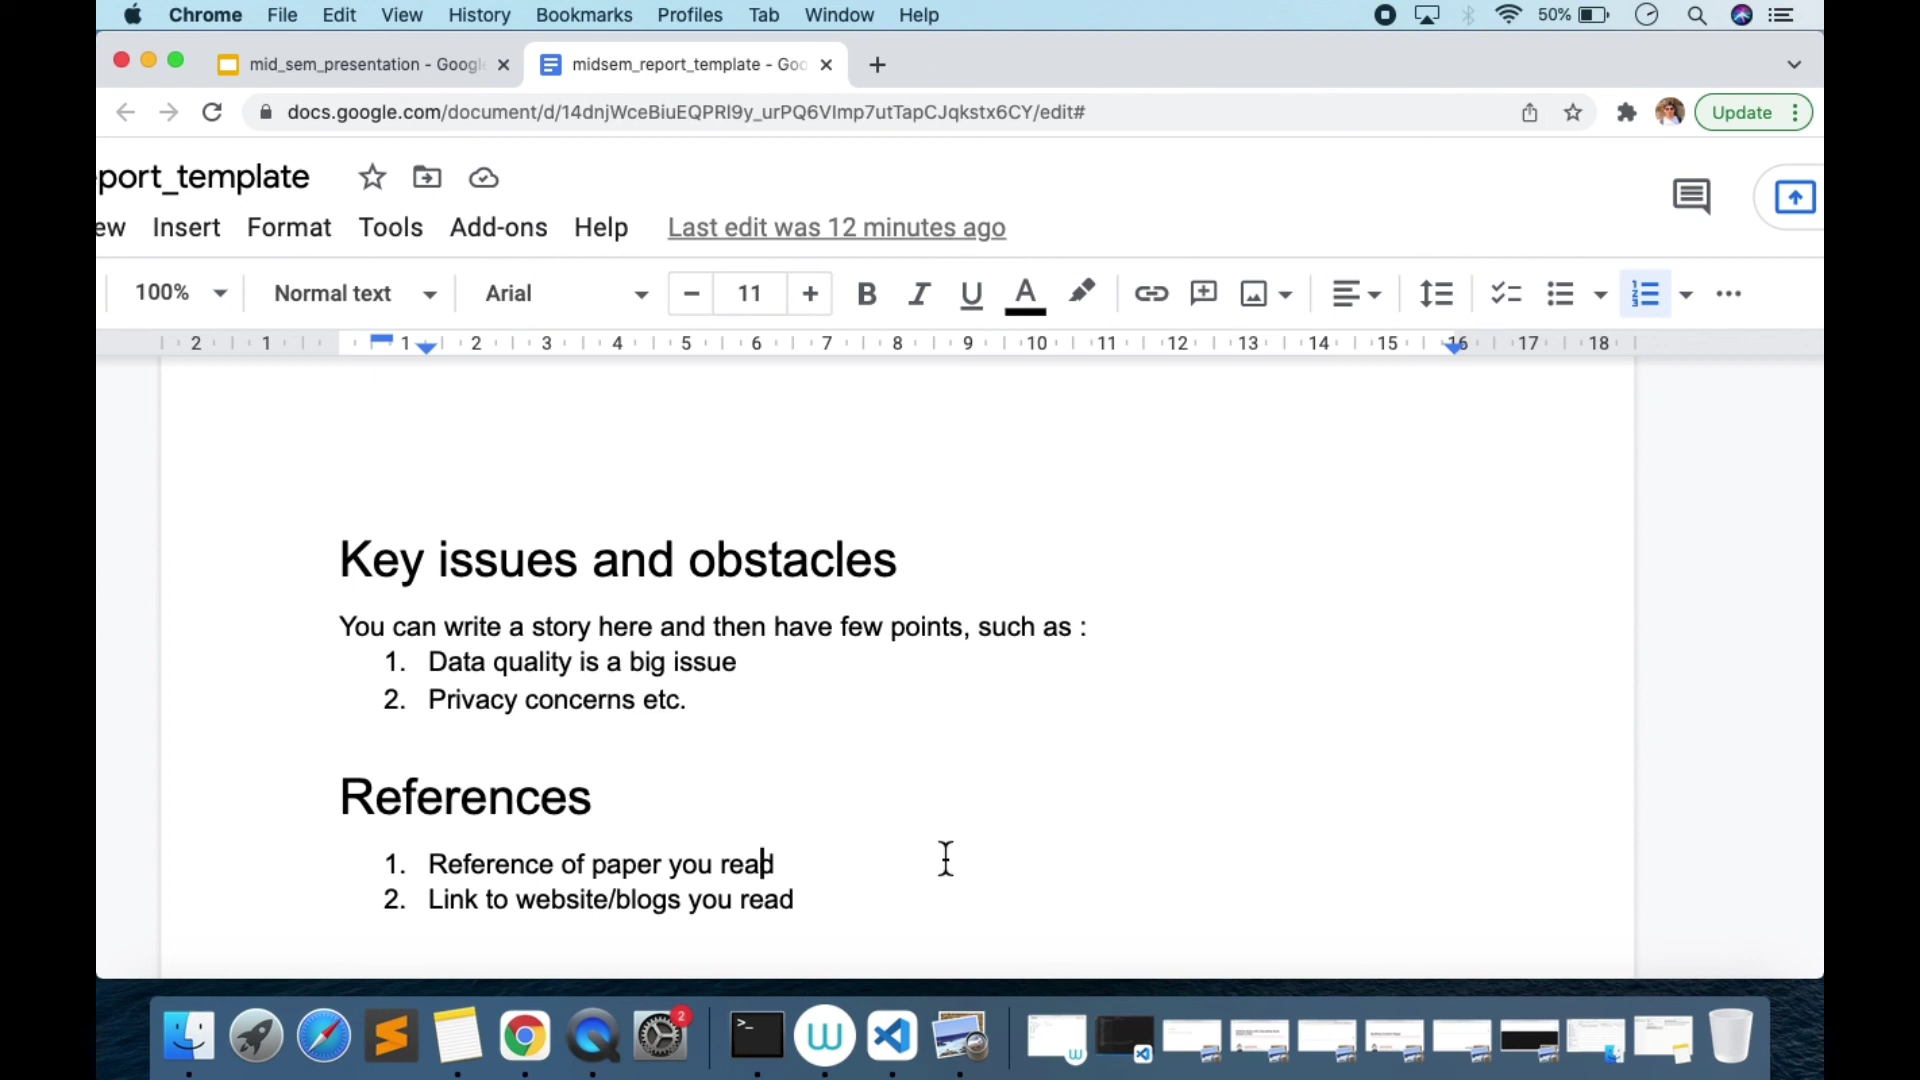 Chrome File Edit View History Bookmarks Profiles Tab Window Help 50%
mid_sem_presentation - Googl midsem_report_template - Goo
docs.google.com/document/d/14dnjWceBiuEQPRl9y_urPQ6VImp7utTapCJqkstx6CY/edit# Update
port_template
ew Insert Format Tools Add-ons Help Last edit was 12 minutes ago
100% Normal text Arial 11
2 1 1 2 3 4 5 6 7 8 9 10 11 12 13 14 15 16 17 18
Key issues and obstacles
You can write a story here and then have few points, such as :
1. Data quality is a big issue
2. Privacy concerns etc.
References
1. Reference of paper you read
2. Link to website/blogs you read
2